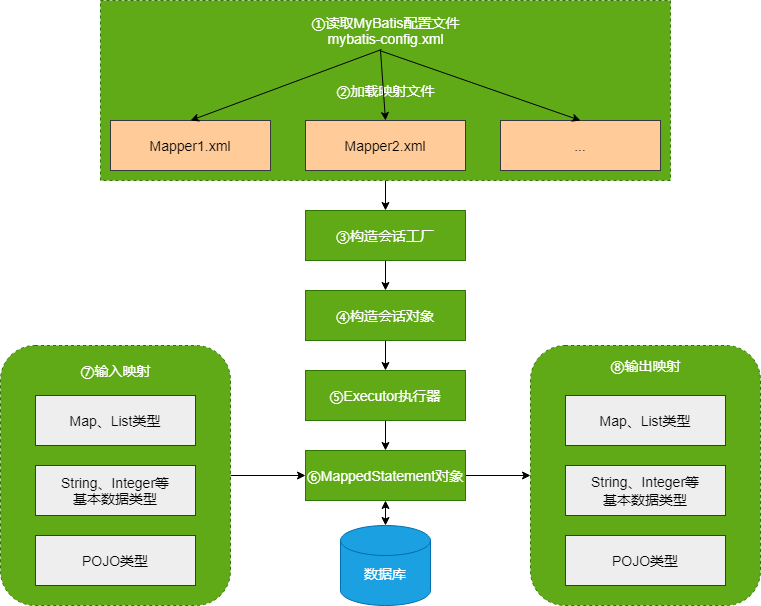 ①读取MyBatis配置文件
mybatis-config.xml
②加载映射文件
Mapper1.xml
Mapper2.xml
...
③构造会话工厂
④构造会话对象
⑤Executor执行器
⑥MappedStatement对象
数据库
⑦输入映射
Map、List类型
String、Integer等
基本数据类型
POJO类型
⑧输出映射
Map、List类型
String、Integer等
基本数据类型
POJO类型